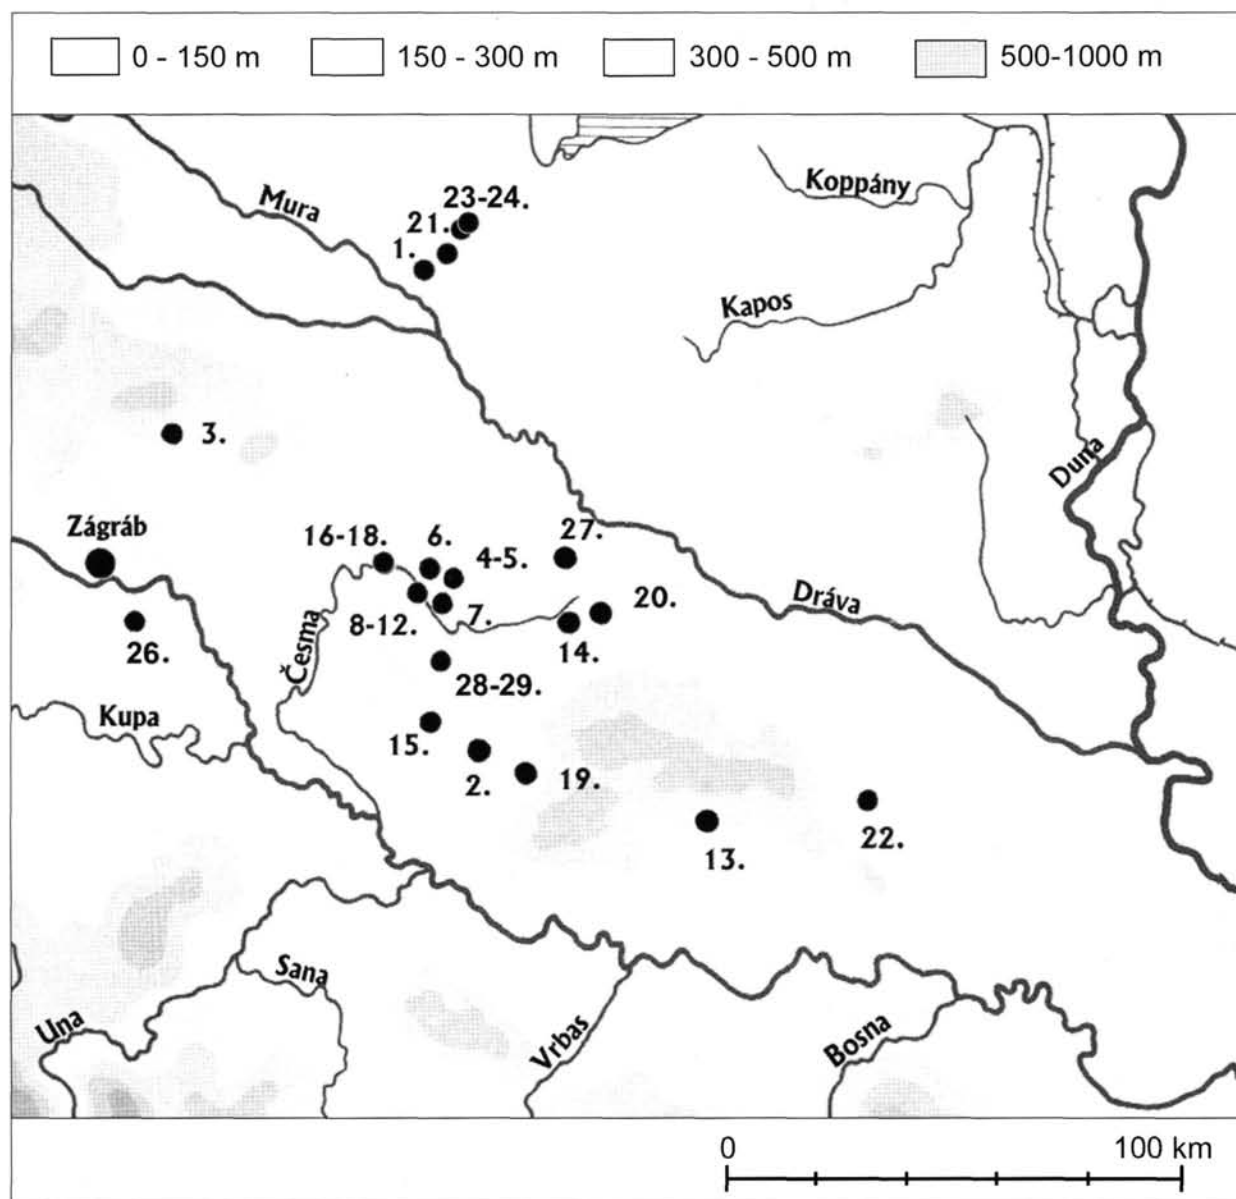 0 - 150 m
150 - 300 m
300 - 500 m
500-1000 m
Mura
23-24.
21.
1.
Koppány
Kapos
3.
Duna
Zágráb
16-18.
6.
4-5.
27.
Dráva
20.
8-12.
7.
14.
26.
Česma
28-29.
Kupa
15.
2.
19.
13.
22.
Sana
Una
Vrbas
Bosna
0
100 km